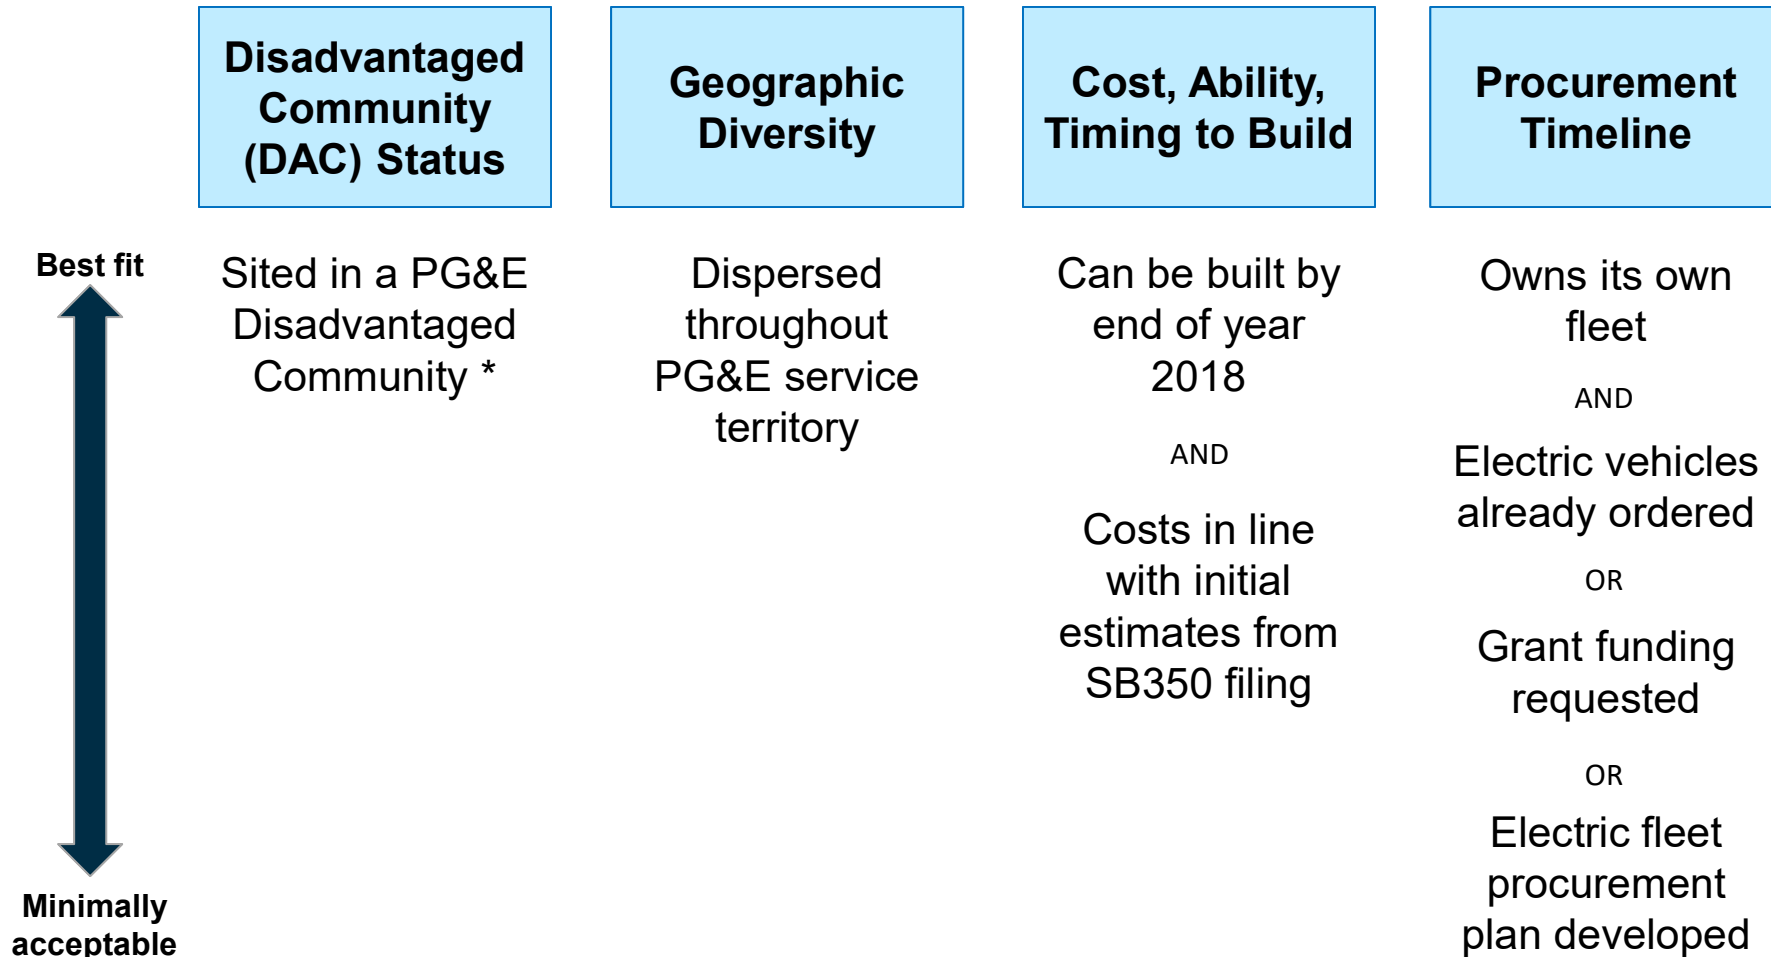 Disadvantaged
Community
(DAC) Status
Geographic
Diversity
Cost, Ability,
Timing to Build
Procurement
Timeline
Best fit
Minimally
acceptable
Sited in a PG&E
Disadvantaged
Community *
Dispersed
throughout
PG&E service
territory
Can be built by
end of year
2018
AND
Costs in line
with initial
estimates from
SB350 filing
Owns its own
fleet
AND
Electric vehicles
already ordered
OR
Grant funding
requested
OR
Electric fleet
procurement
plan developed